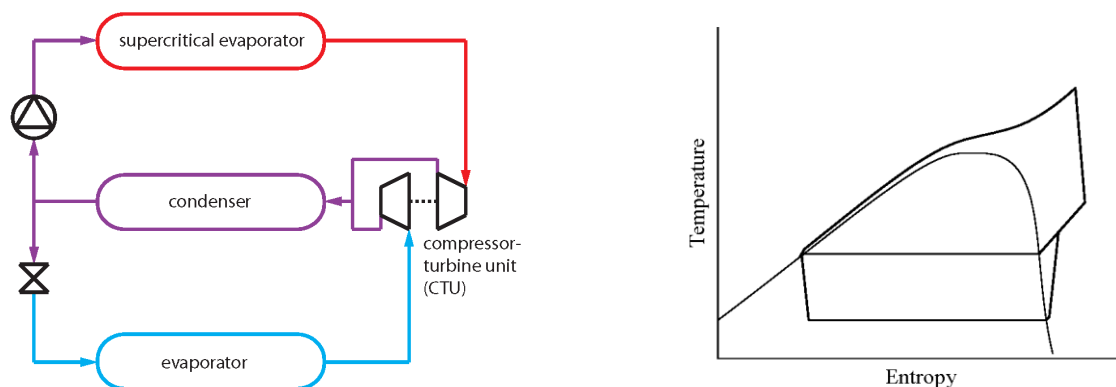 supercritical evaporator
condenser
compressor-
turbine unit
(CTU)
evaporator
Temperature
Entropy